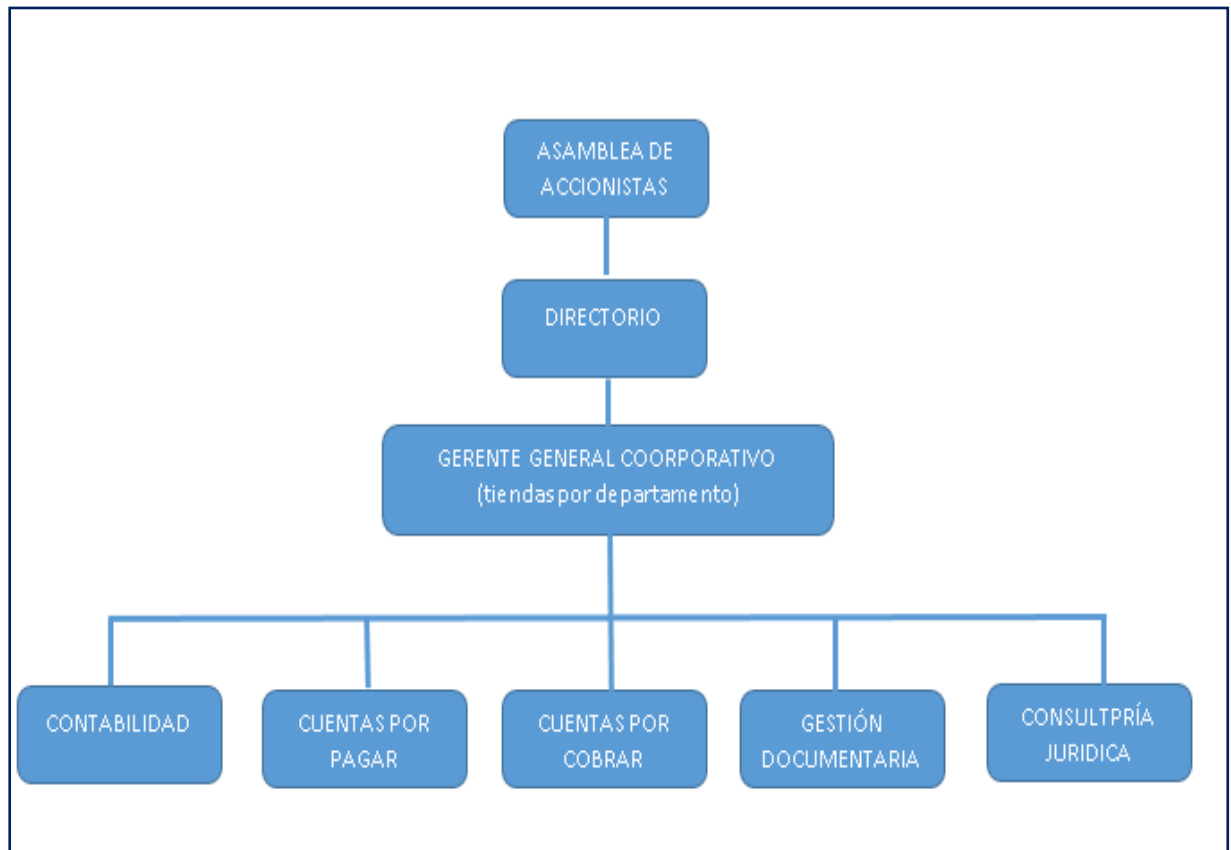 ASAMBLEA DE
ACCIONISTAS
DIRECTORIO
GERENTE GENERAL COORPORATIVO
(tiendas por departamento)
CONTABILIDAD
CUENTAS POR
PAGAR
CUENTAS POR
COBRAR
GESTIÓN
DOCUMENTARIA
CONSULTPRÍA
JURIDICA